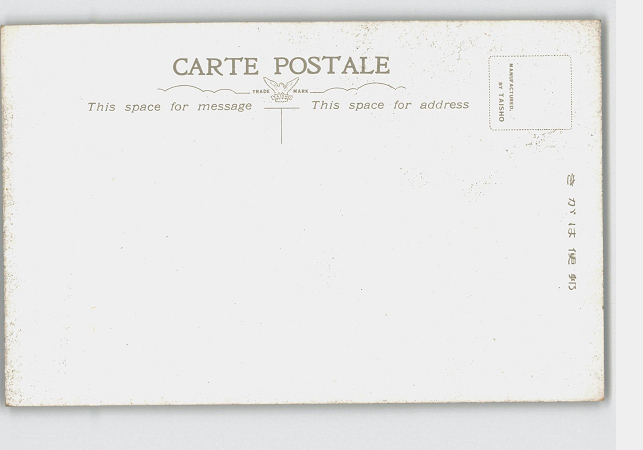 CARTE POSTALE
TRADE MARK
This space for message
This space for address
MANUFACTURED.
BY TAISHO
きかは便郵